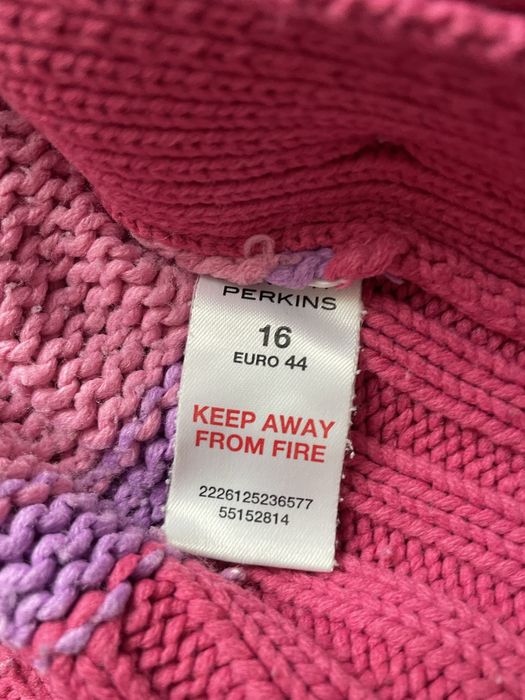 PERKINS
16
EURO 44
KEEP AWAY
FROM FIRE
2226125236577
55152814